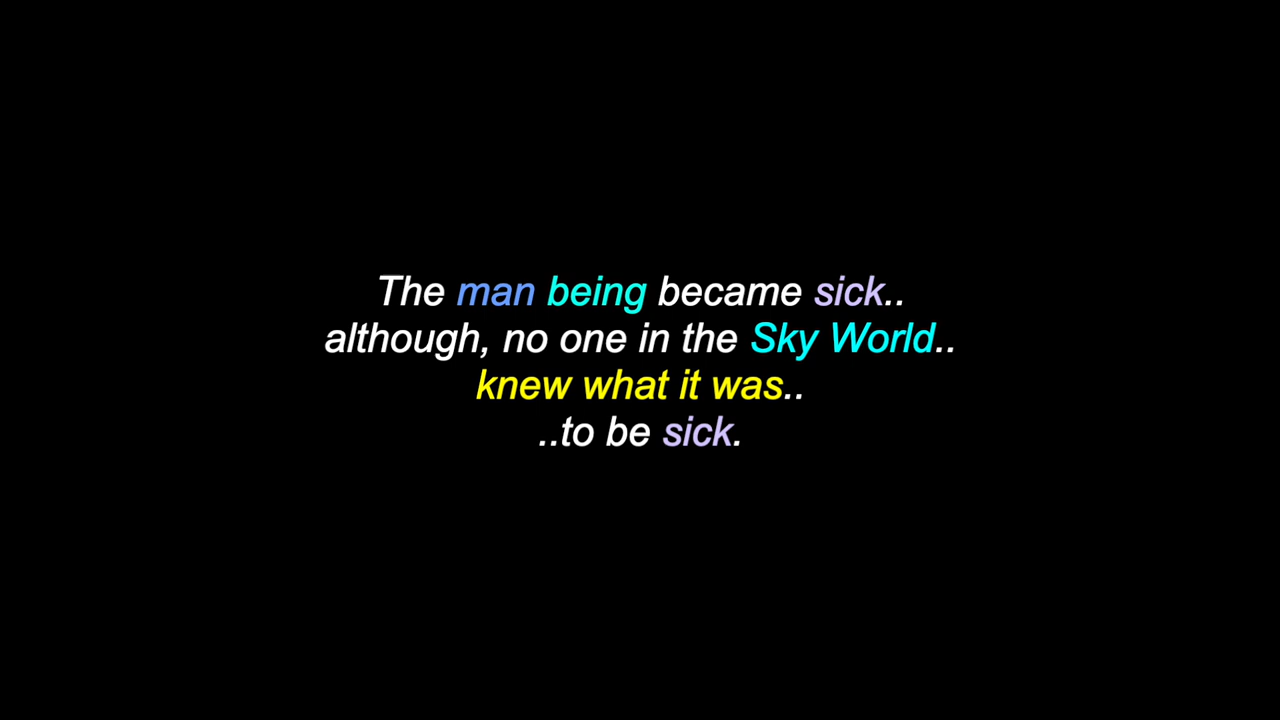 The man being became sick..
although, no one in the Sky World..
knew what it was..
..to be sick.